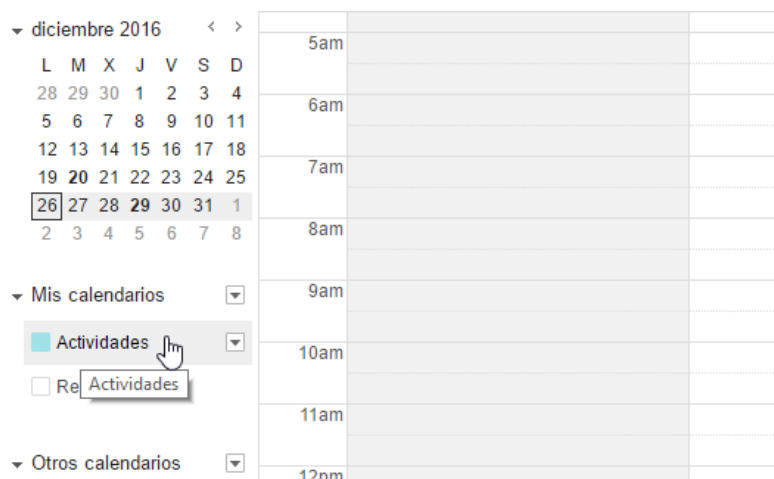 diciembre 2016 < >
L M X J V S D
28 29 30 1 2 3 4
5 6 7 8 9 10 11
12 13 14 15 16 17 18
19 20 21 22 23 24 25
26 27 28 29 30 31 1
2 3 4 5 6 7 8
Mis calendarios
Actividades
Re
Actividades
Otros calendarios
5am
6am
7am
8am
9am
10am
11am
12pm